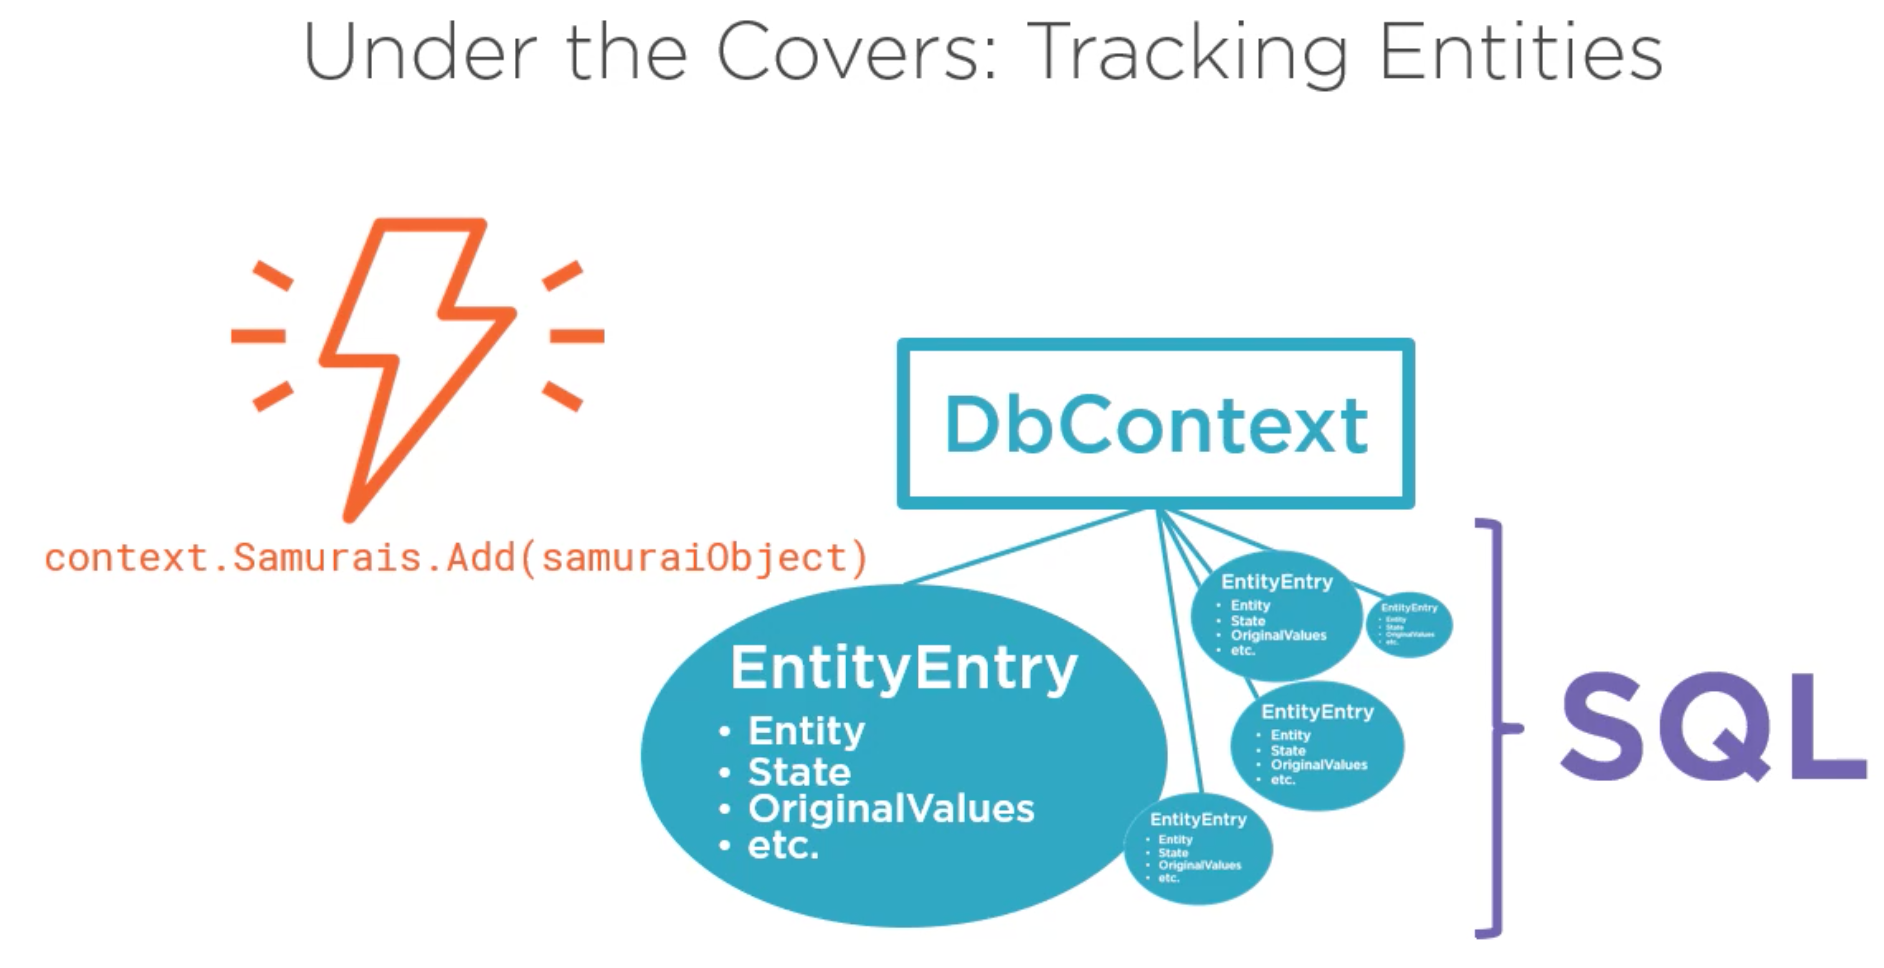 Under the Covers: Tracking Entities
context.Samurais.Add(samuraiObject)
DbContext
EntityEntry
• Entity
• State
• OriginalValues
• etc.
EntityEntry
• Entity
• State
• OriginalValues
• etc.
EntityEntry
• Entity
• State
• OriginalValues
• etc.
EntityEntry
• Entity
• State
• OriginalValues
• etc.
EntityEntry
• Entity
• State
• OriginalValues
• etc.
SQL